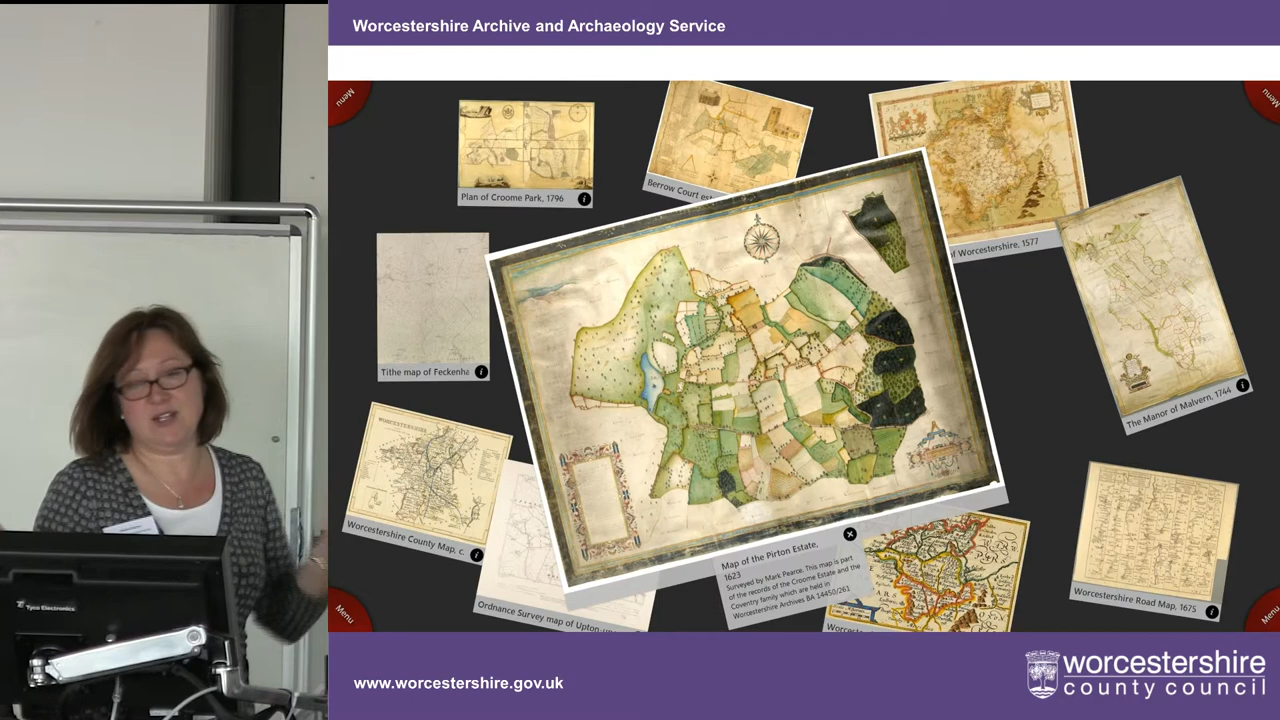 Worcestershire Archive and Archaeology Service
Menu
Menu
Plan of Croome Park, 1796
Berrow Court est
of Worcestershire, 1577
Tithe map of Feckenha
The Manor of Malvern, 1744
WORCESTERSHIRE
Worcestershire County Map, c.
Ordnance Survey map of Upton-up
Map of the Pirton Estate,
1623
Surveyed by Mark Pearce. This map is part
of the records of the Croome Estate and the
Coventry family which are held in
Worcestershire Archives BA 14450/261
Worcest
Worcestershire Road Map, 1675
Menu
Menu
Tyco Electronics
www.worcestershire.gov.uk
worcestershire
county council